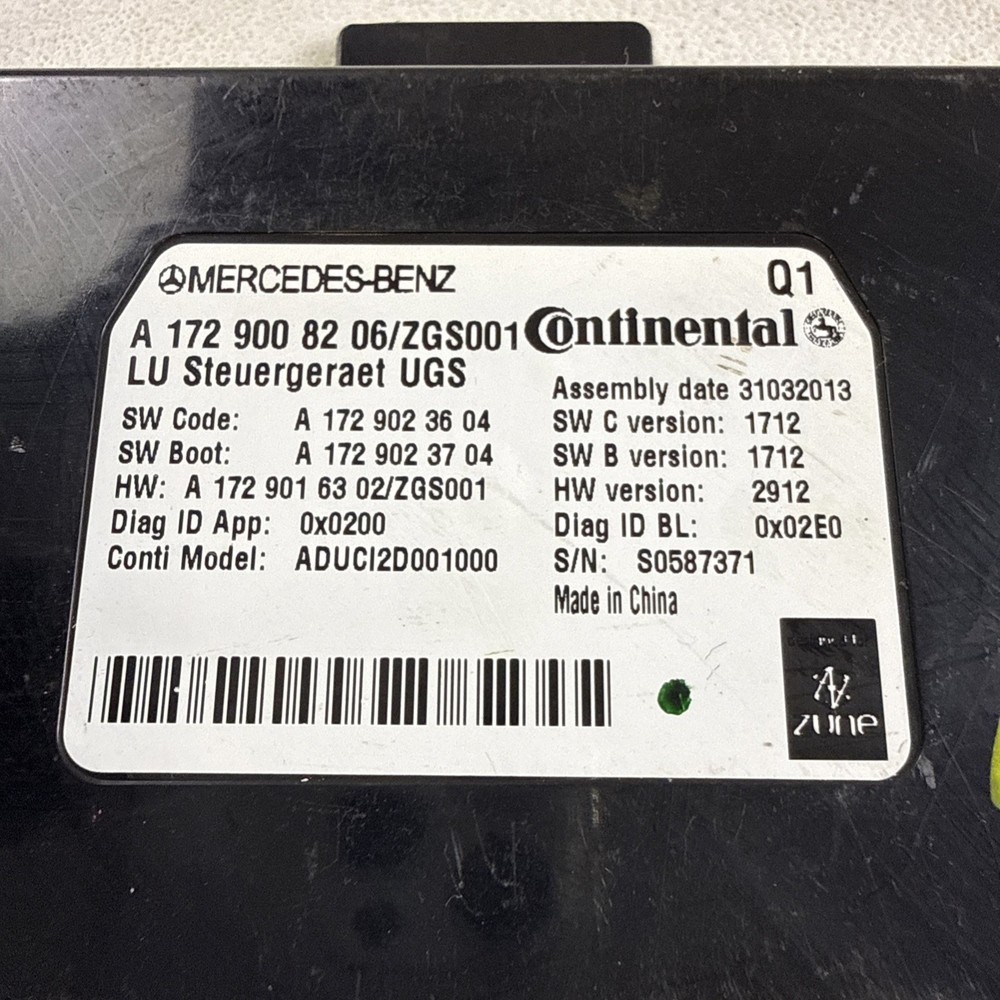 MERCEDES-BENZ
Q1
A 172 900 82 06/ZGS001
Continental
LU Steuergeraet UGS
Assembly date 31032013
SW Code: A 172 902 36 04
SW C version: 1712
SW Boot: A 172 902 37 04
SW B version: 1712
HW: A 172 901 63 02/ZGS001
HW version: 2912
Diag ID App: 0x0200
Diag ID BL: 0x02E0
Conti Model: ADUCI2D001000
S/N: S0587371
Made in China